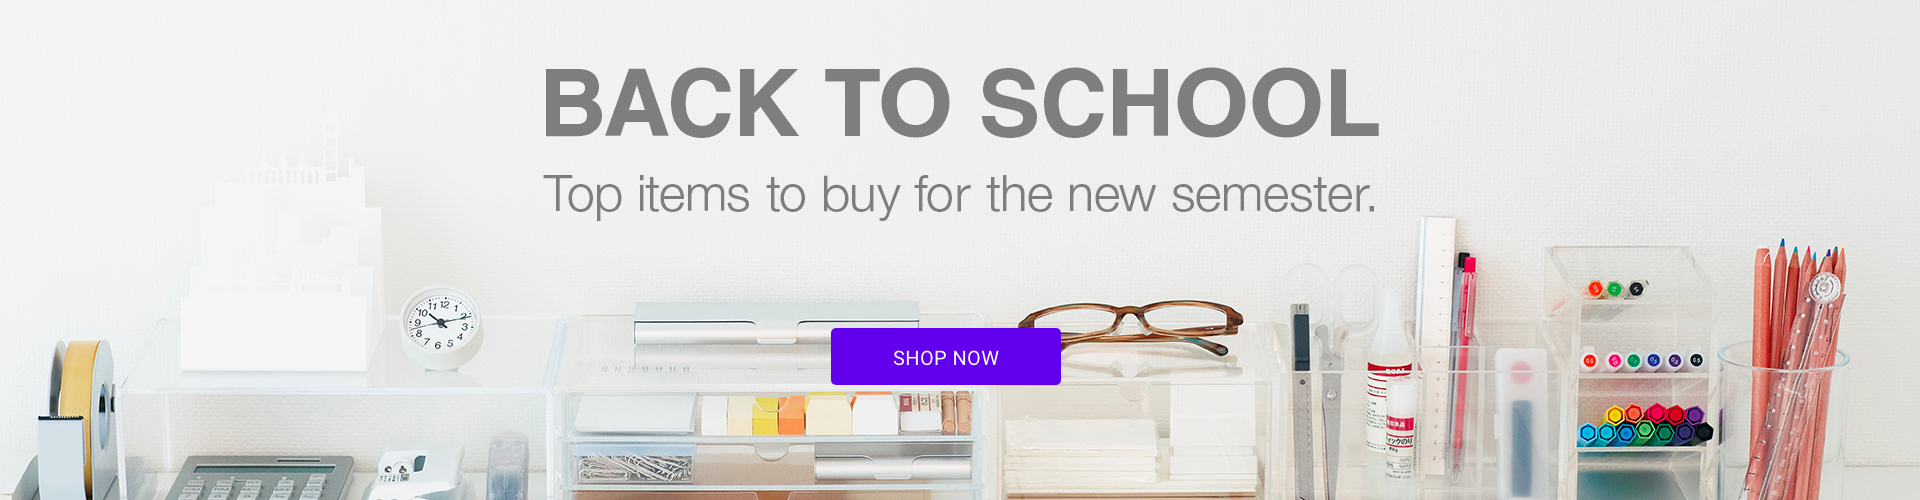 BACK TO SCHOOL
Top items to buy for the new semester.
SHOP NOW